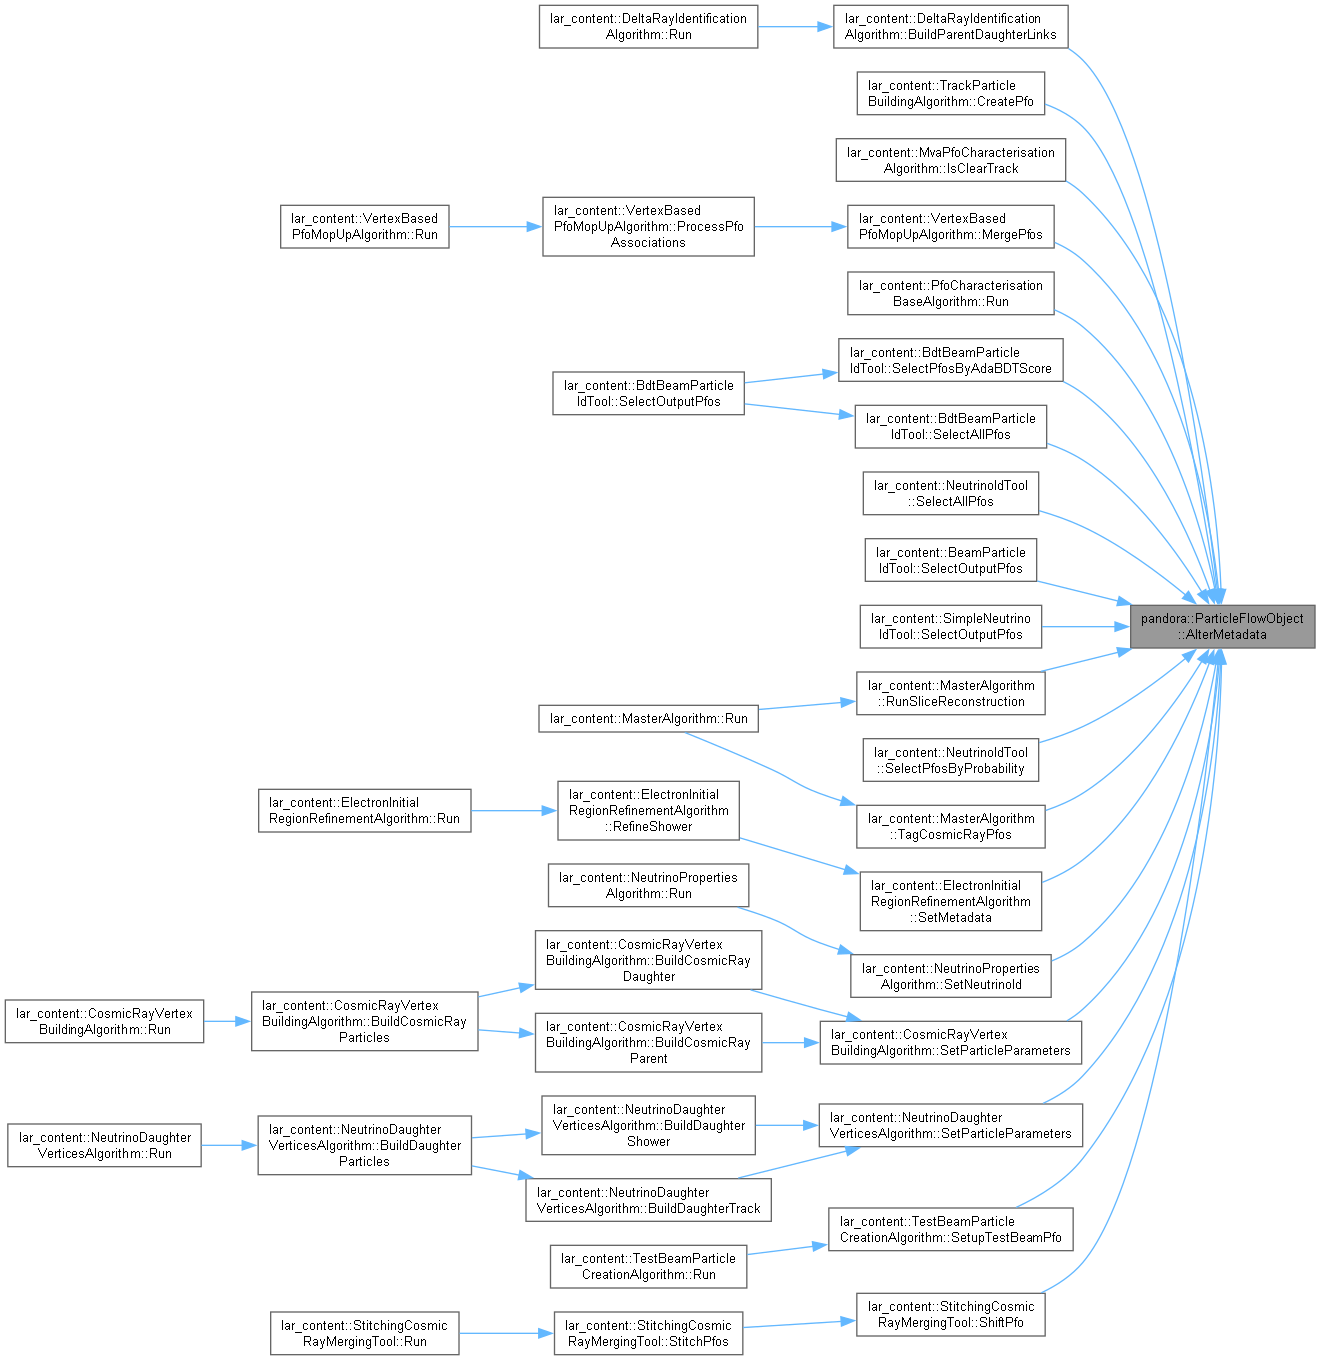 lar_content::DeltaRayIdentification
Algorithm::Run
lar_content::DeltaRayIdentification
Algorithm::BuildParentDaughterLinks
lar_content::TrackParticle
BuildingAlgorithm::CreatePfo
lar_content::MvaPfoCharacterisation
Algorithm::IsClearTrack
lar_content::VertexBased
PfoMopUpAlgorithm::Run
lar_content::VertexBased
PfoMopUpAlgorithm::ProcessPfo
Associations
lar_content::VertexBased
PfoMopUpAlgorithm::MergePfos
lar_content::PfoCharacterisation
BaseAlgorithm::Run
lar_content::BdtBeamParticle
IdTool::SelectPfosByAdaBDTScore
lar_content::BdtBeamParticle
IdTool::SelectOutputPfos
lar_content::BdtBeamParticle
IdTool::SelectAllPfos
lar_content::NeutrinoIdTool
::SelectAllPfos
lar_content::BeamParticle
IdTool::SelectOutputPfos
lar_content::SimpleNeutrino
IdTool::SelectOutputPfos
pandora::ParticleFlowObject
::AlterMetadata
lar_content::MasterAlgorithm
::RunSliceReconstruction
lar_content::MasterAlgorithm::Run
lar_content::NeutrinoIdTool
::SelectPfosByProbability
lar_content::MasterAlgorithm
::TagCosmicRayPfos
lar_content::ElectronInitial
RegionRefinementAlgorithm::Run
lar_content::ElectronInitial
RegionRefinementAlgorithm
::RefineShower
lar_content::ElectronInitial
RegionRefinementAlgorithm
::SetMetadata
lar_content::NeutrinoProperties
Algorithm::Run
lar_content::NeutrinoProperties
Algorithm::SetNeutrinoId
lar_content::CosmicRayVertex
BuildingAlgorithm::BuildCosmicRay
Daughter
lar_content::CosmicRayVertex
BuildingAlgorithm::Run
lar_content::CosmicRayVertex
BuildingAlgorithm::BuildCosmicRay
Particles
lar_content::CosmicRayVertex
BuildingAlgorithm::BuildCosmicRay
Parent
lar_content::CosmicRayVertex
BuildingAlgorithm::SetParticleParameters
lar_content::NeutrinoDaughter
VerticesAlgorithm::Run
lar_content::NeutrinoDaughter
VerticesAlgorithm::BuildDaughter
Particles
lar_content::NeutrinoDaughter
VerticesAlgorithm::BuildDaughter
Shower
lar_content::NeutrinoDaughter
VerticesAlgorithm::SetParticleParameters
lar_content::NeutrinoDaughter
VerticesAlgorithm::BuildDaughterTrack
lar_content::TestBeamParticle
CreationAlgorithm::SetupTestBeamPfo
lar_content::TestBeamParticle
CreationAlgorithm::Run
lar_content::StitchingCosmic
RayMergingTool::Run
lar_content::StitchingCosmic
RayMergingTool::StitchPfos
lar_content::StitchingCosmic
RayMergingTool::ShiftPfo